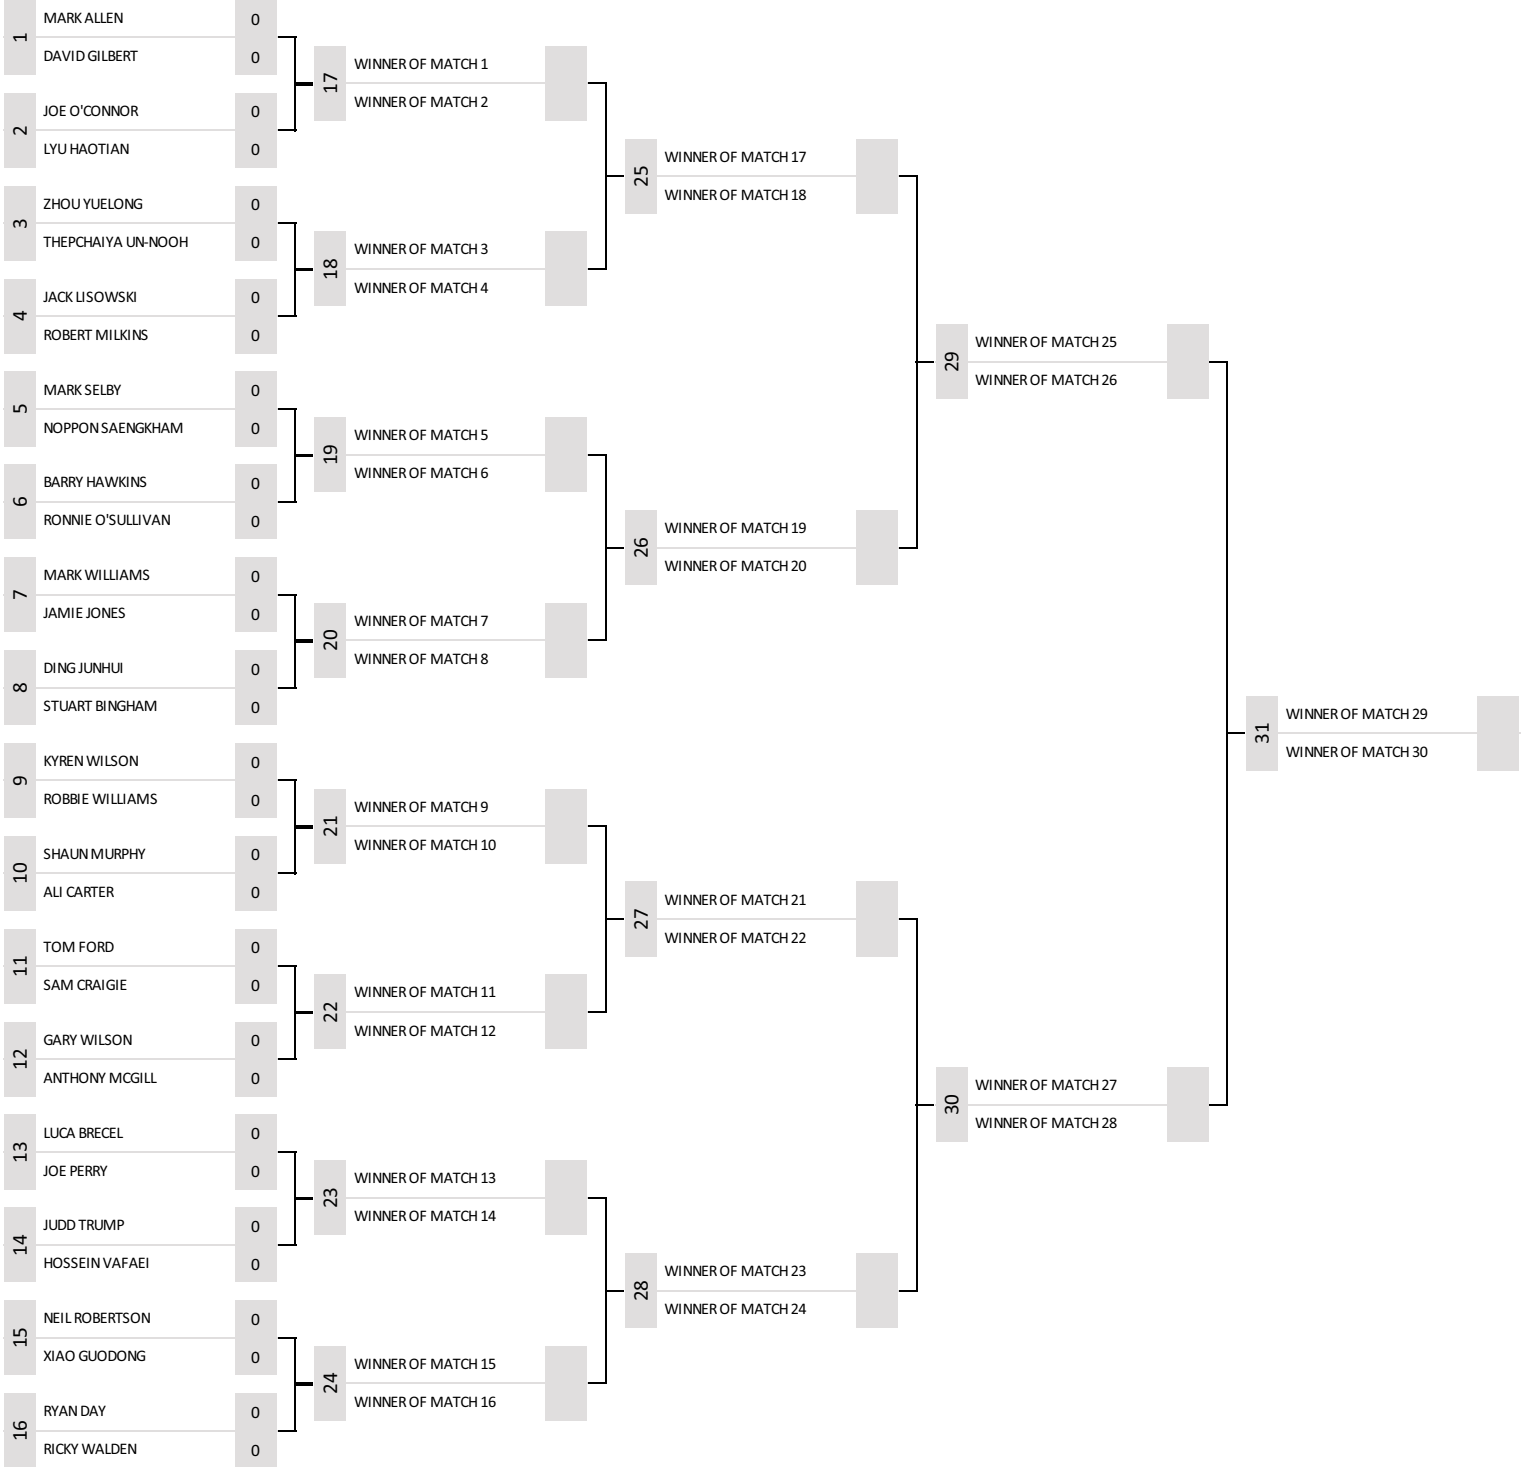 1
MARK ALLEN 0
DAVID GILBERT 0
2
JOE O'CONNOR 0
LYU HAOTIAN 0
3
ZHOU YUELONG 0
THEPCHAIYA UN-NOOH 0
4
JACK LISOWSKI 0
ROBERT MILKINS 0
5
MARK SELBY 0
NOPPON SAENGKHAM 0
6
BARRY HAWKINS 0
RONNIE O'SULLIVAN 0
7
MARK WILLIAMS 0
JAMIE JONES 0
8
DING JUNHUI 0
STUART BINGHAM 0
9
KYREN WILSON 0
ROBBIE WILLIAMS 0
10
SHAUN MURPHY 0
ALI CARTER 0
11
TOM FORD 0
SAM CRAIGIE 0
12
GARY WILSON 0
ANTHONY MCGILL 0
13
LUCA BRECEL 0
JOE PERRY 0
14
JUDD TRUMP 0
HOSSEIN VAFAEI 0
15
NEIL ROBERTSON 0
XIAO GUODONG 0
16
RYAN DAY 0
RICKY WALDEN 0
17
WINNER OF MATCH 1
WINNER OF MATCH 2
18
WINNER OF MATCH 3
WINNER OF MATCH 4
19
WINNER OF MATCH 5
WINNER OF MATCH 6
20
WINNER OF MATCH 7
WINNER OF MATCH 8
21
WINNER OF MATCH 9
WINNER OF MATCH 10
22
WINNER OF MATCH 11
WINNER OF MATCH 12
23
WINNER OF MATCH 13
WINNER OF MATCH 14
24
WINNER OF MATCH 15
WINNER OF MATCH 16
25
WINNER OF MATCH 17
WINNER OF MATCH 18
26
WINNER OF MATCH 19
WINNER OF MATCH 20
27
WINNER OF MATCH 21
WINNER OF MATCH 22
28
WINNER OF MATCH 23
WINNER OF MATCH 24
29
WINNER OF MATCH 25
WINNER OF MATCH 26
30
WINNER OF MATCH 27
WINNER OF MATCH 28
31
WINNER OF MATCH 29
WINNER OF MATCH 30